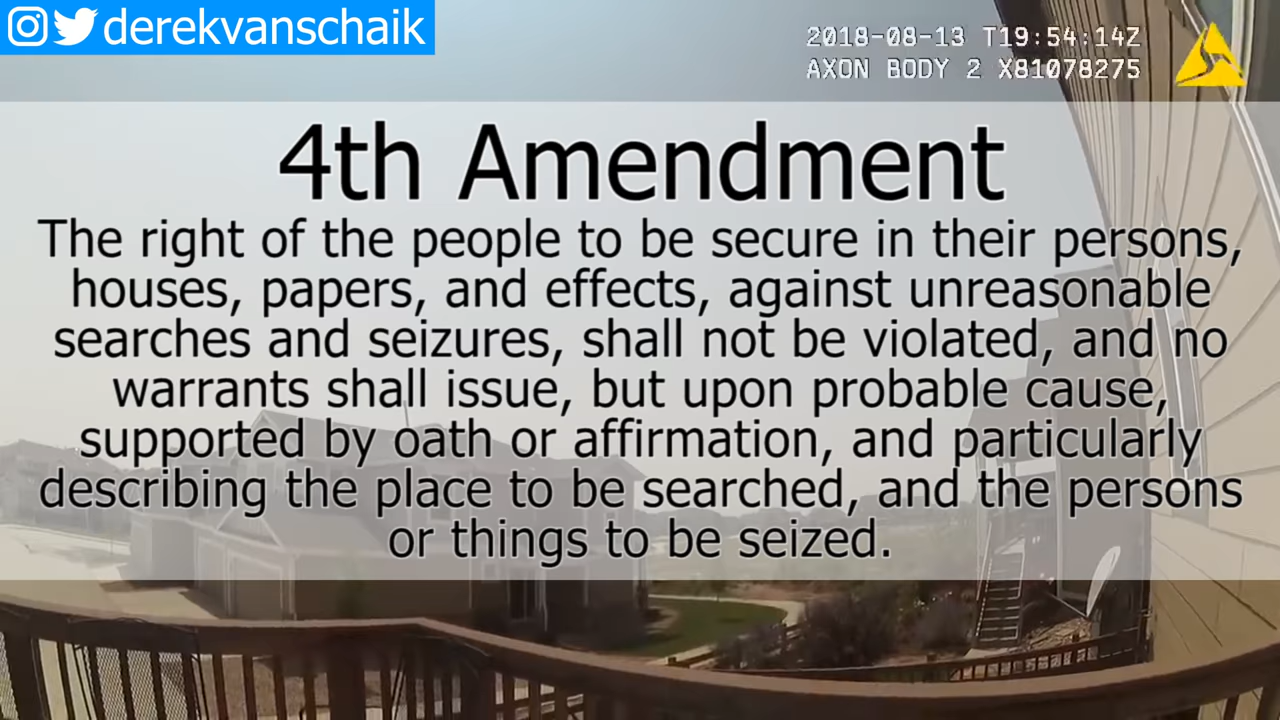 derekvanschaik
2018-08-13 T19:54:14Z
AXON BODY 2 X81078275
4th Amendment
The right of the people to be secure in their persons,
houses, papers, and effects, against unreasonable
searches and seizures, shall not be violated, and no
warrants shall issue, but upon probable cause,
supported by oath or affirmation, and particularly
describing the place to be searched, and the persons
or things to be seized.